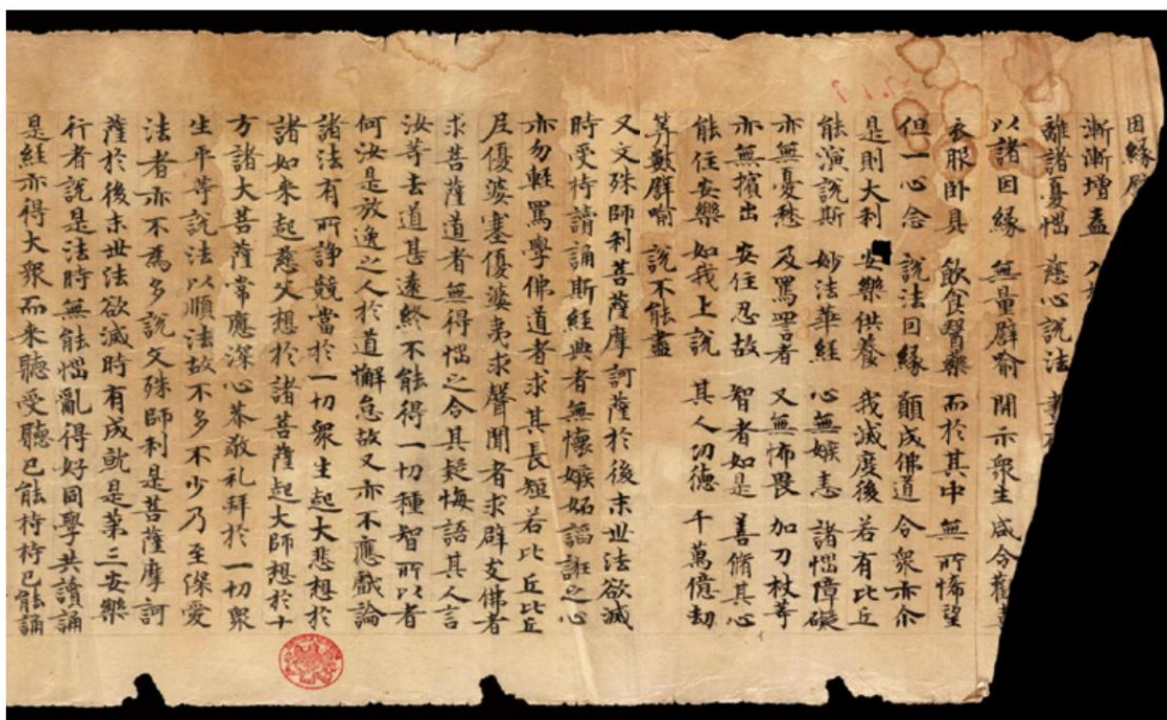 因緣
漸漸增益 入
離諸憂惱 慈心說法
以諸因緣 無量譬喻 開示眾生 咸令歡喜
衣服卧具 飲食醫藥 而於其中 無所悕望
但一心念 說法因緣 願成佛道 令眾亦尒
是則大利 安樂供養 我滅度後 若有比丘
能演說斯 妙法華經 心無嫉恚 諸惱障礙
亦無憂愁 及罵詈者 又無怖畏 加刀杖等
亦無擯出 安住忍故 智者如是 善脩其心
能住安樂 如我上說 其人功德 千萬億劫
筭數譬喻 說不能盡
又文殊師利菩薩摩訶薩於後末世法欲滅
時受持讀誦斯經典者無懷嫉妬謟誑之心
亦勿輕罵學佛道者求其長短若比丘比丘
尼優婆塞優婆夷求聲聞者求辟支佛者
求菩薩道者無得惱之令其疑悔語其人言
汝等去道甚遠終不能得一切種智所以者
何汝是放逸之人於道懈怠故又亦不應戲論
諸法有所諍競當於一切眾生起大悲想於
諸如来起慈父想於諸菩薩起大師想於十
方諸大菩薩常應深心恭敬礼拜於一切眾
生平等說法以順法故不多不少乃至深愛
法者亦不為多說文殊師利是菩薩摩訶
薩於後末世法欲滅時有成就是第三安樂
行者說是法時無能惱亂得好同學共讀誦
是経亦得大眾而来聽受聽已能持持已能誦